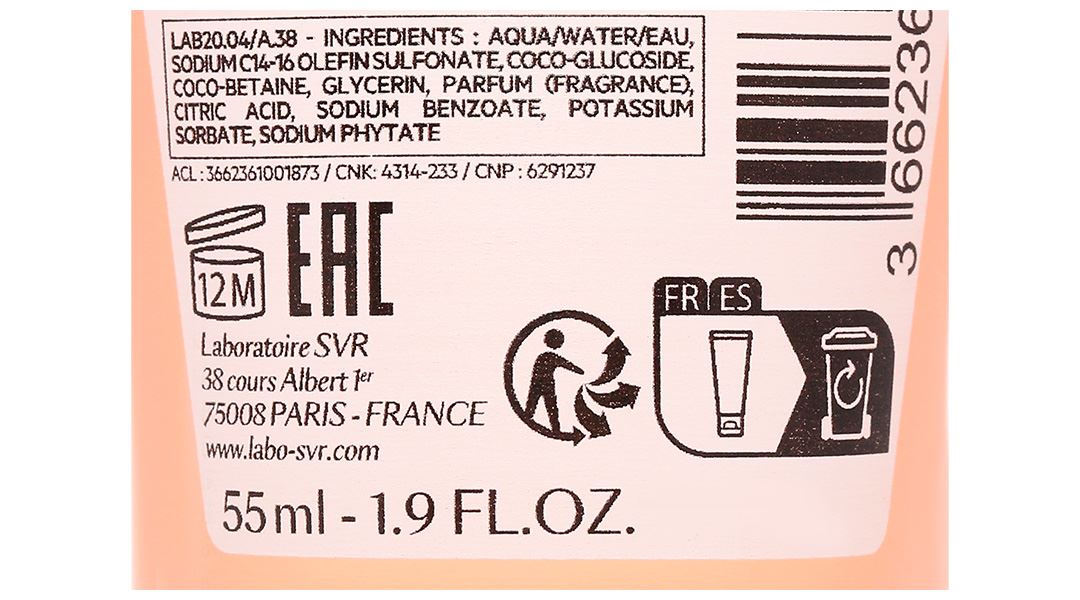 LAB20.04/A.38 - INGREDIENTS : AQUA/WATER/EAU,
SODIUM C14-16 OLEFIN SULFONATE, COCO-GLUCOSIDE,
COCO-BETAINE, GLYCERIN, PARFUM (FRAGRANCE),
CITRIC ACID, SODIUM BENZOATE, POTASSIUM
SORBATE, SODIUM PHYTATE
ACL : 3662361001873 / CNK: 4314-233 / CNP : 6291237
12M
EAC
Laboratoire SVR
38 cours Albert 1er
75008 PARIS - FRANCE
www.labo-svr.com
FR ES
55 ml - 1.9 FL.OZ.
3 66236